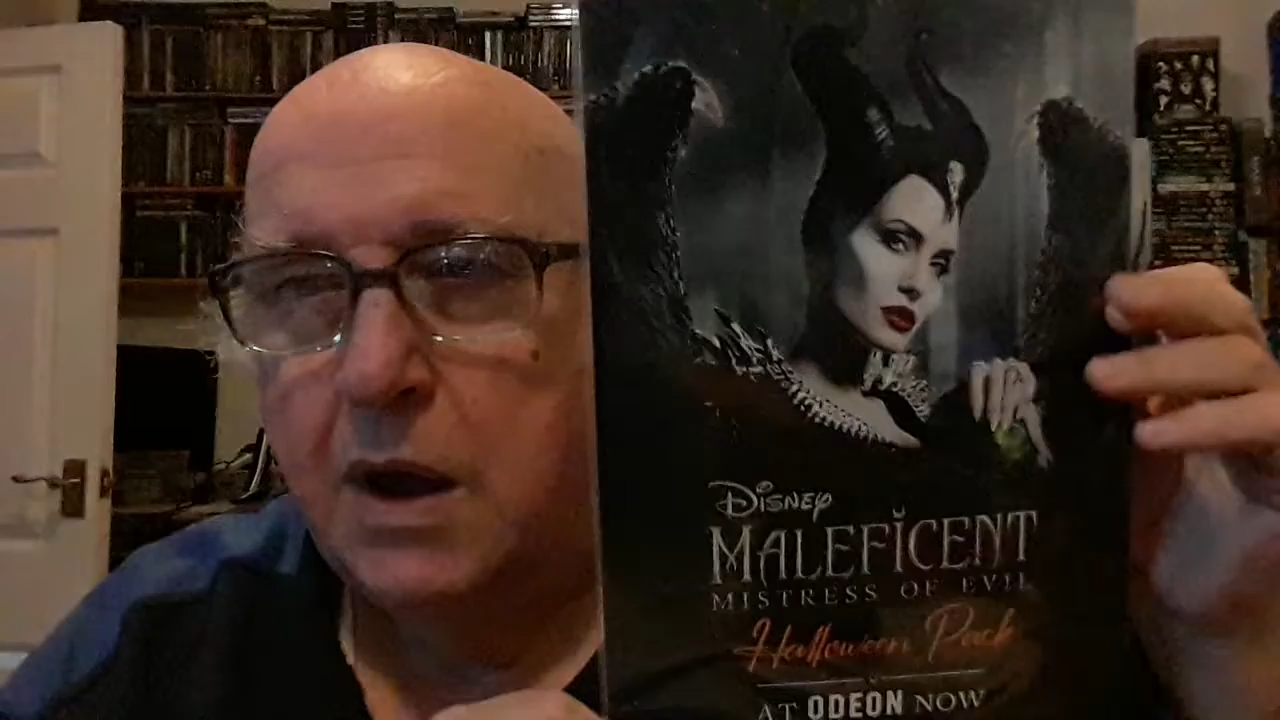 DISNEY
MALEFICENT
MISTRESS OF EVIL
Halloween Pack
AT ODEON NOW